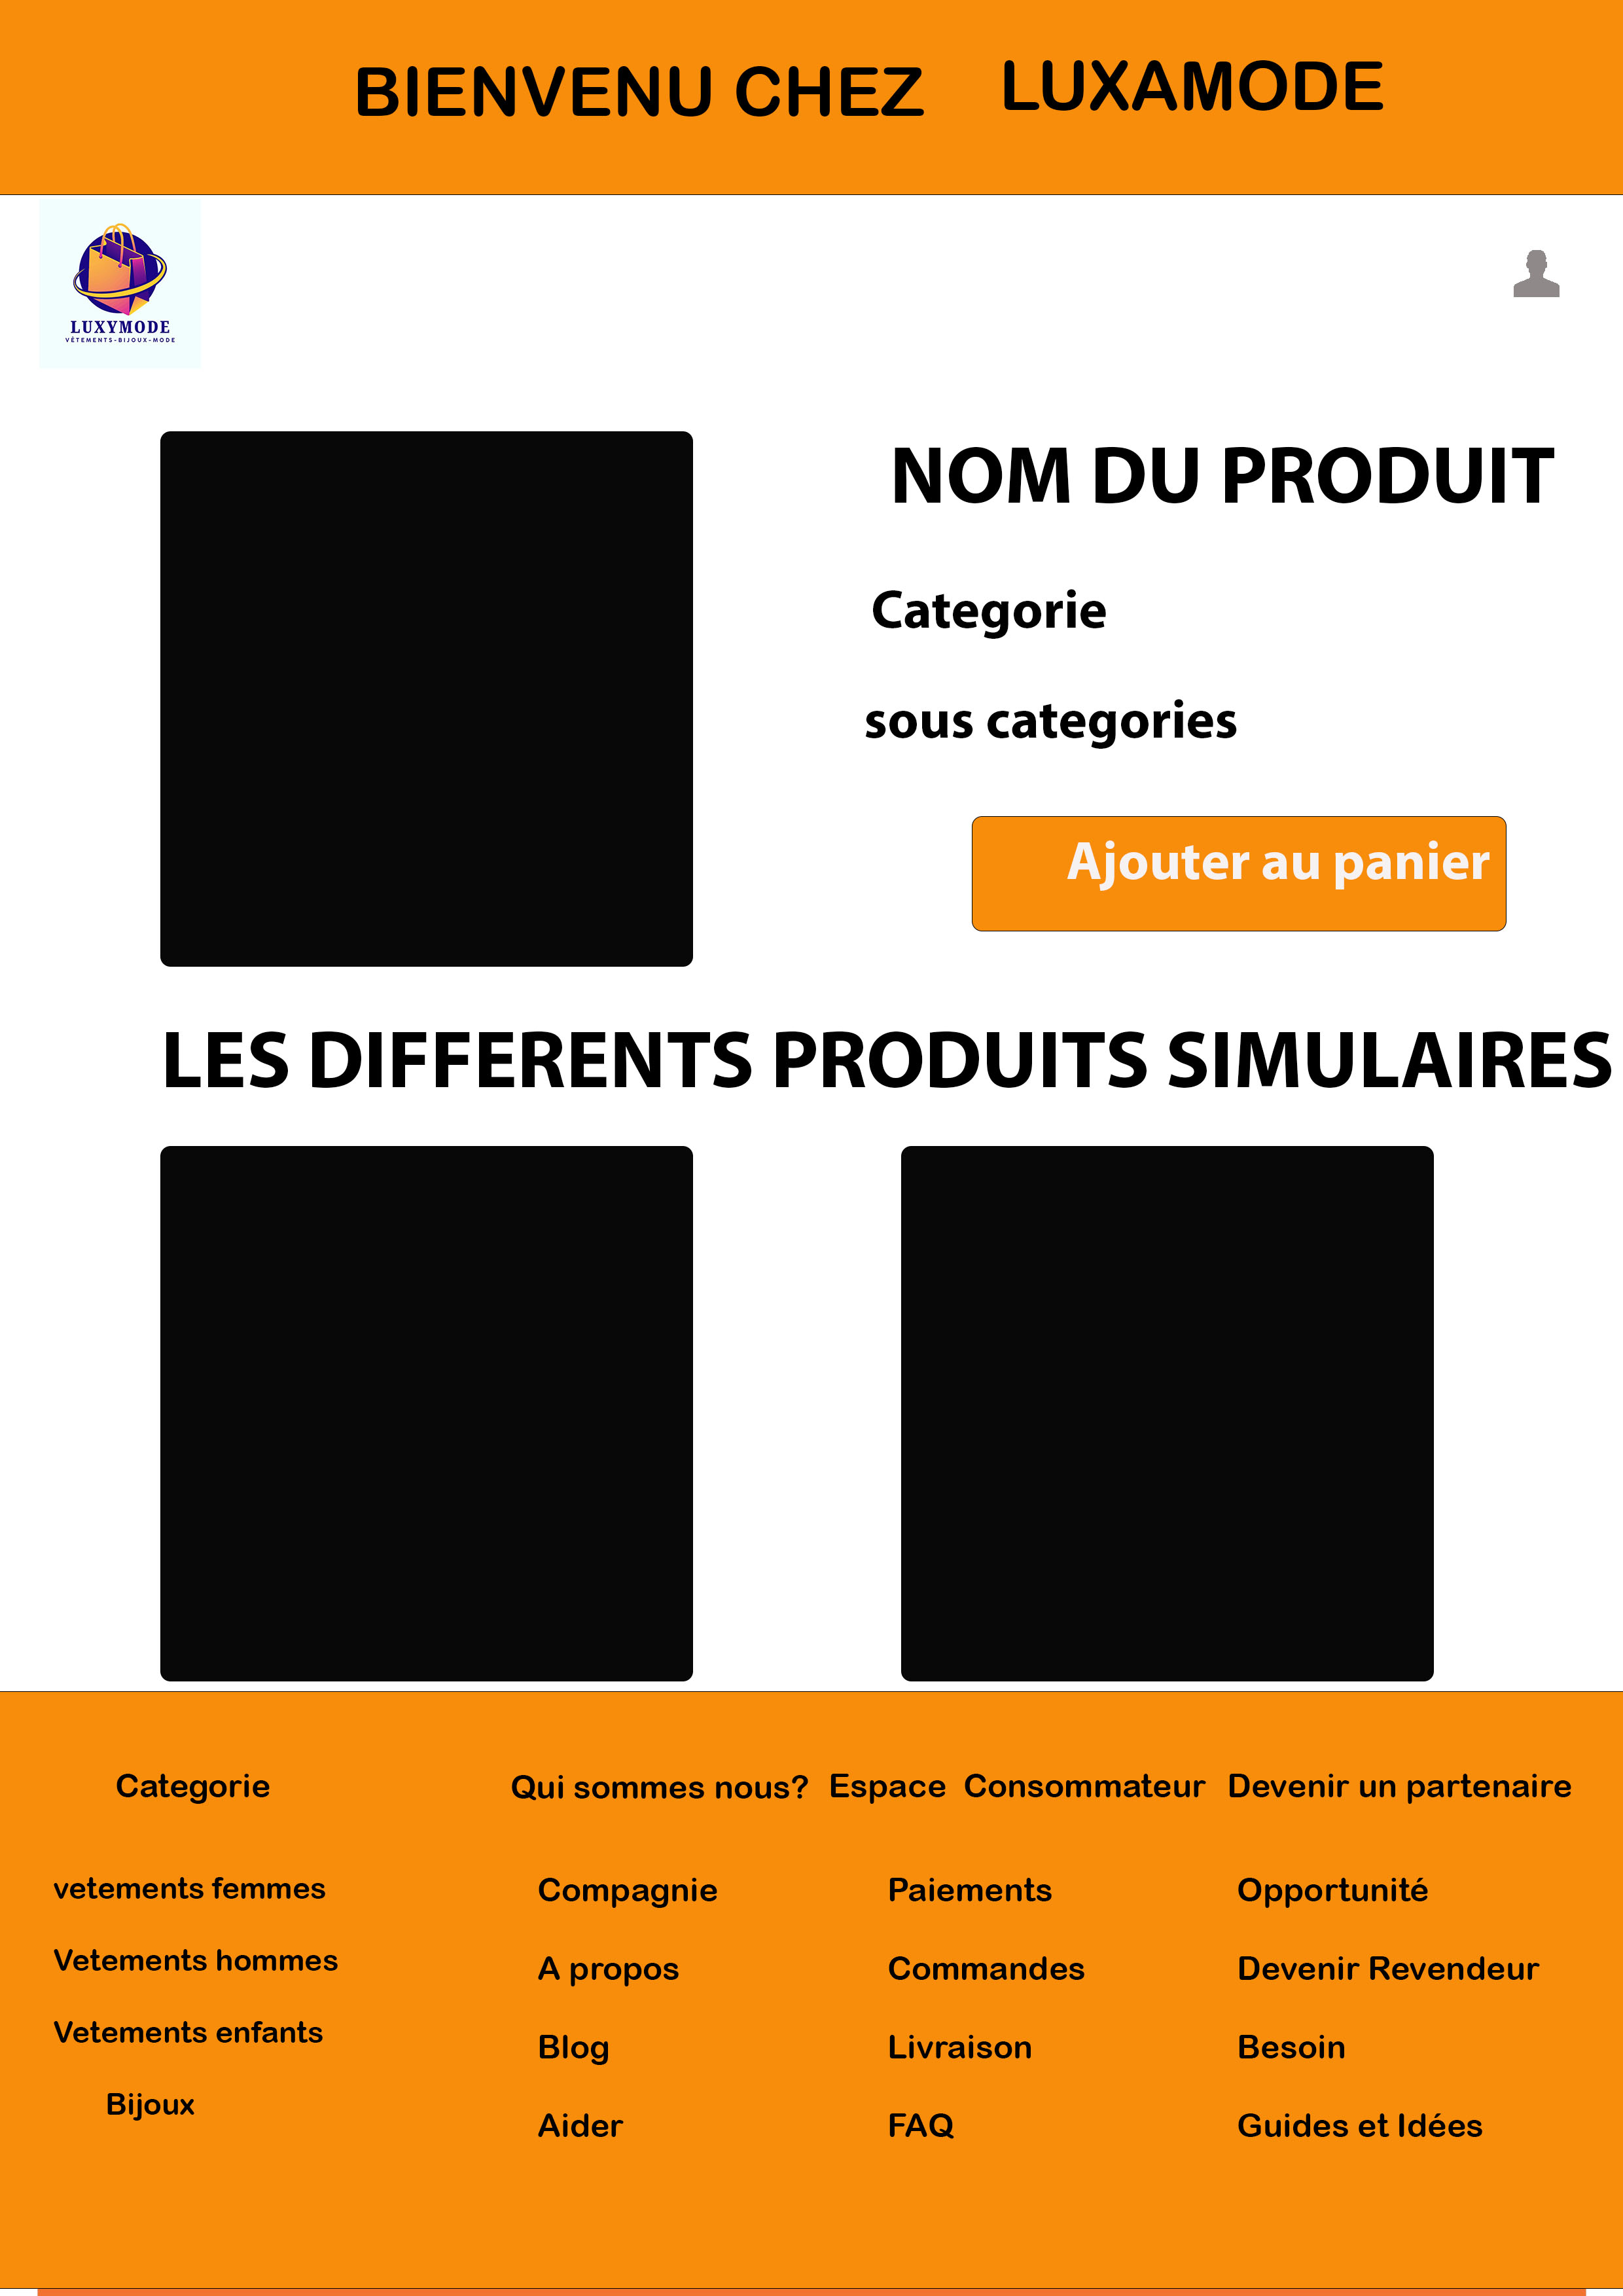 BIENVENU CHEZ LUXAMODE
LUXYMODE
VÊTEMENTS-BIJOUX-MODE
NOM DU PRODUIT
Categorie
sous categories
Ajouter au panier
LES DIFFERENTS PRODUITS SIMULAIRES
Categorie
vetements femmes
Vetements hommes
Vetements enfants
Bijoux
Qui sommes nous?
Compagnie
A propos
Blog
Aider
Espace Consommateur
Paiements
Commandes
Livraison
FAQ
Devenir un partenaire
Opportunité
Devenir Revendeur
Besoin
Guides et Idées